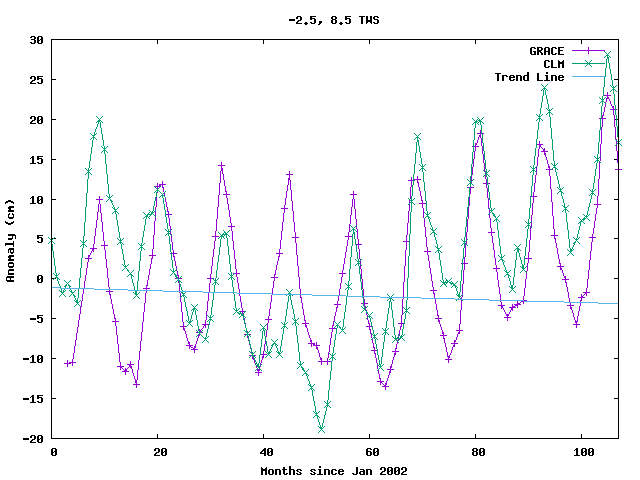 -2.5, 8.5 TWS
GRACE
CLM
Trend Line
Anomaly (cm)
30
25
20
15
10
5
0
-5
-10
-15
-20
0 20 40 60 80 100
Months since Jan 2002